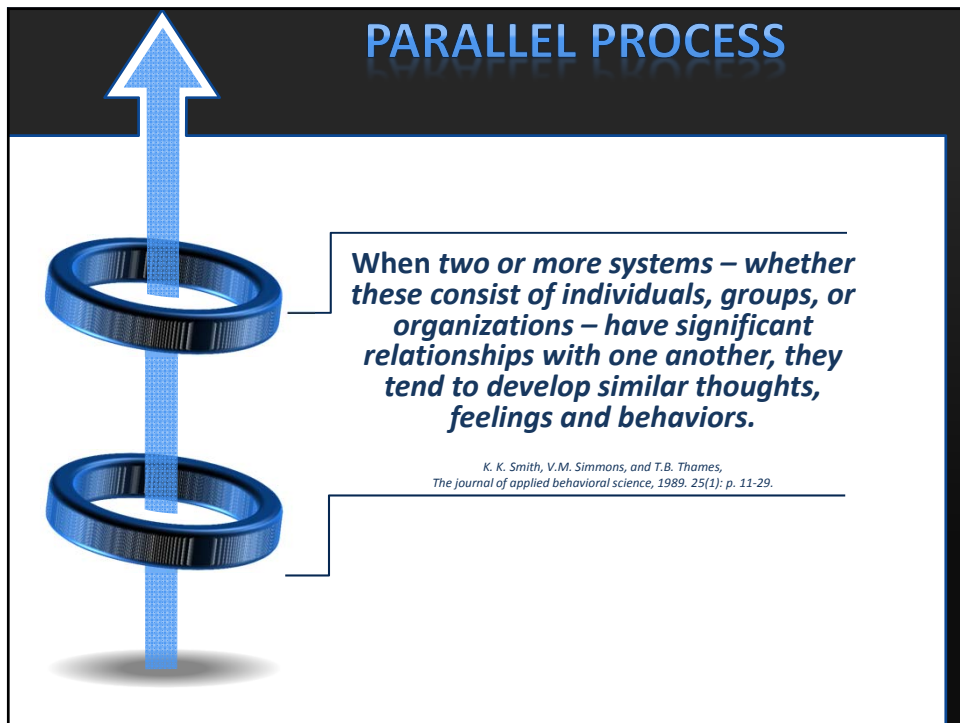 PARALLEL PROCESS
When two or more systems – whether
these consist of individuals, groups, or
organizations – have significant
relationships with one another, they
tend to develop similar thoughts,
feelings and behaviors.
K. K. Smith, V.M. Simmons, and T.B. Thames,
The journal of applied behavioral science, 1989. 25(1): p. 11-29.